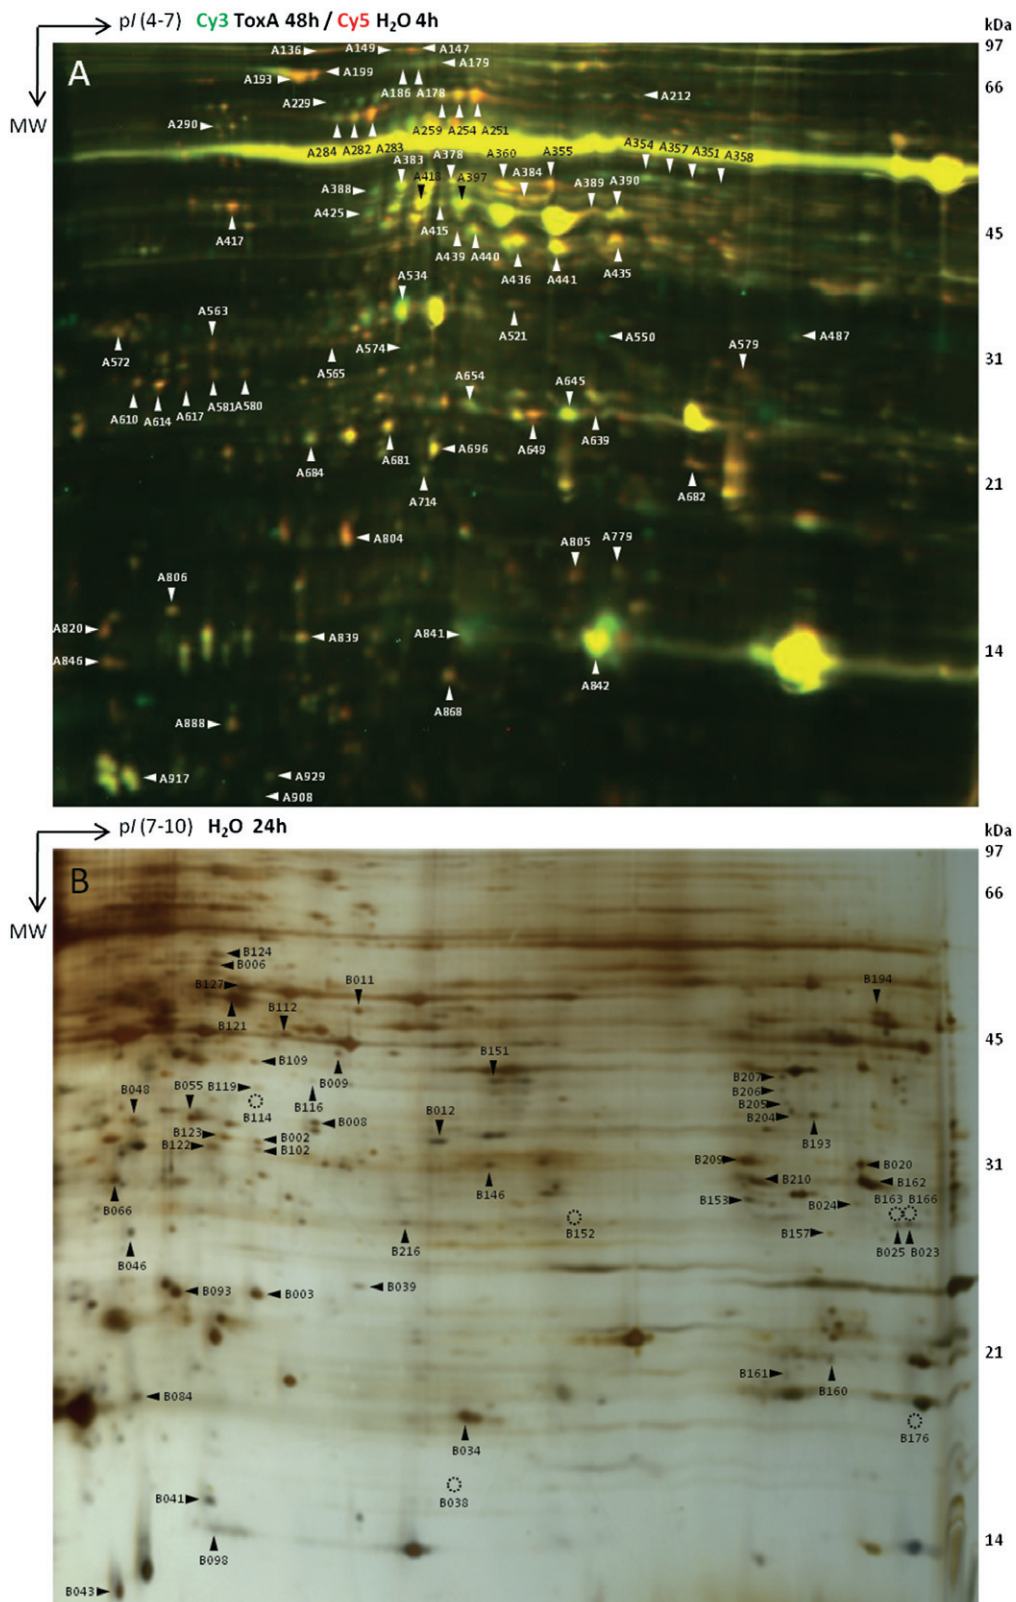 pI (4-7) Cy3 ToxA 48h / Cy5 H₂O 4h
kDa
MW
A
97
66
45
31
21
14
A136
A149
A147
A179
A193
A199
A186
A178
A212
A229
A290
A259
A254
A251
A284
A282
A283
A354
A357
A351
A358
A383
A378
A360
A355
A388
A418
A397
A384
A389
A390
A425
A417
A415
A439
A440
A436
A441
A435
A534
A563
A574
A521
A550
A487
A572
A565
A579
A654
A645
A610
A614
A617
A581
A580
A684
A681
A696
A649
A639
A714
A682
A804
A805
A779
A806
A820
A839
A841
A846
A842
A868
A888
A917
A929
A908
pI (7-10) H₂O 24h
kDa
MW
B
97
66
45
31
21
14
B124
B006
B127
B011
B194
B121
B112
B109
B009
B151
B048
B055
B119
B207
B206
B205
B204
B114
B116
B008
B012
B193
B123
B002
B122
B102
B209
B020
B066
B146
B210
B162
B153
B024
B163
B166
B152
B157
B025
B023
B046
B216
B093
B003
B039
B161
B160
B084
B034
B176
B041
B038
B098
B043